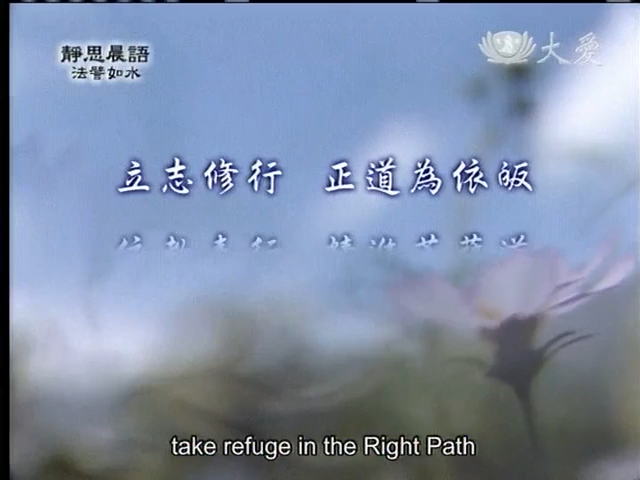 靜思晨語
法譬如水
大愛
立志修行 正道為依皈
take refuge in the Right Path